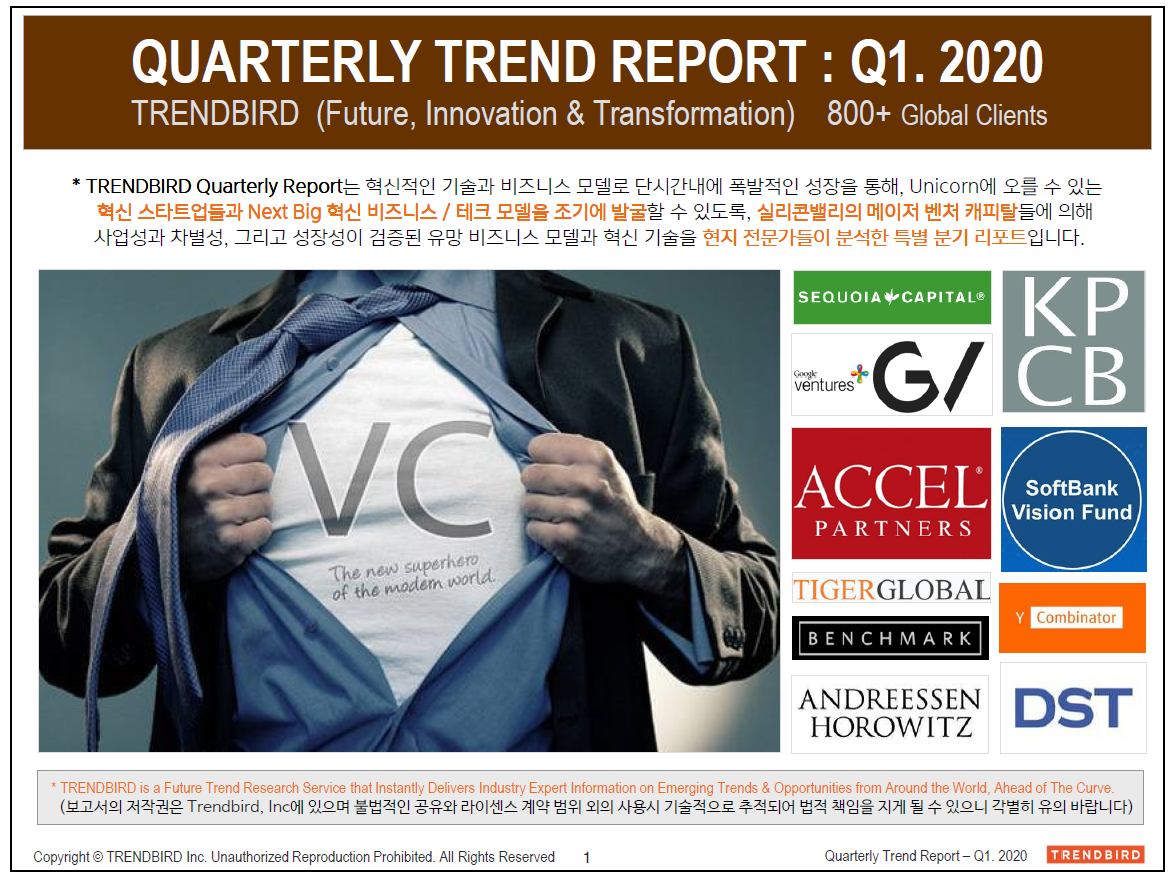 QUARTERLY TREND REPORT : Q1. 2020
TRENDBIRD (Future, Innovation & Transformation) 800+ Global Clients
* TRENDBIRD Quarterly Report는 혁신적인 기술과 비즈니스 모델로 단시간내에 폭발적인 성장을 통해, Unicorn에 오를 수 있는
혁신 스타트업들과 Next Big 혁신 비즈니스 / 테크 모델을 조기에 발굴할 수 있도록, 실리콘밸리의 메이저 벤처 캐피탈들에 의해
사업성과 차별성, 그리고 성장성이 검증된 유망 비즈니스 모델과 혁신 기술을 현지 전문가들이 분석한 특별 분기 리포트입니다.
VC
The new superhero
of the modern world
SEQUOIA CAPITAL®
KP
CB
Google
ventures
G/
ACCEL®
PARTNERS
SoftBank
Vision Fund
TIGERGLOBAL
Y Combinator
BENCHMARK
ANDREESSEN
HOROWITZ
DST
* TRENDBIRD is a Future Trend Research Service that Instantly Delivers Industry Expert Information on Emerging Trends & Opportunities from Around the World, Ahead of The Curve.
(보고서의 저작권은 Trendbird, Inc에 있으며 불법적인 공유와 라이센스 계약 범위 외의 사용시 기술적으로 추적되어 법적 책임을 지게 될 수 있으니 각별히 유의 바랍니다)
Copyright © TRENDBIRD Inc. Unauthorized Reproduction Prohibited. All Rights Reserved 1 Quarterly Trend Report – Q1. 2020 TRENDBIRD